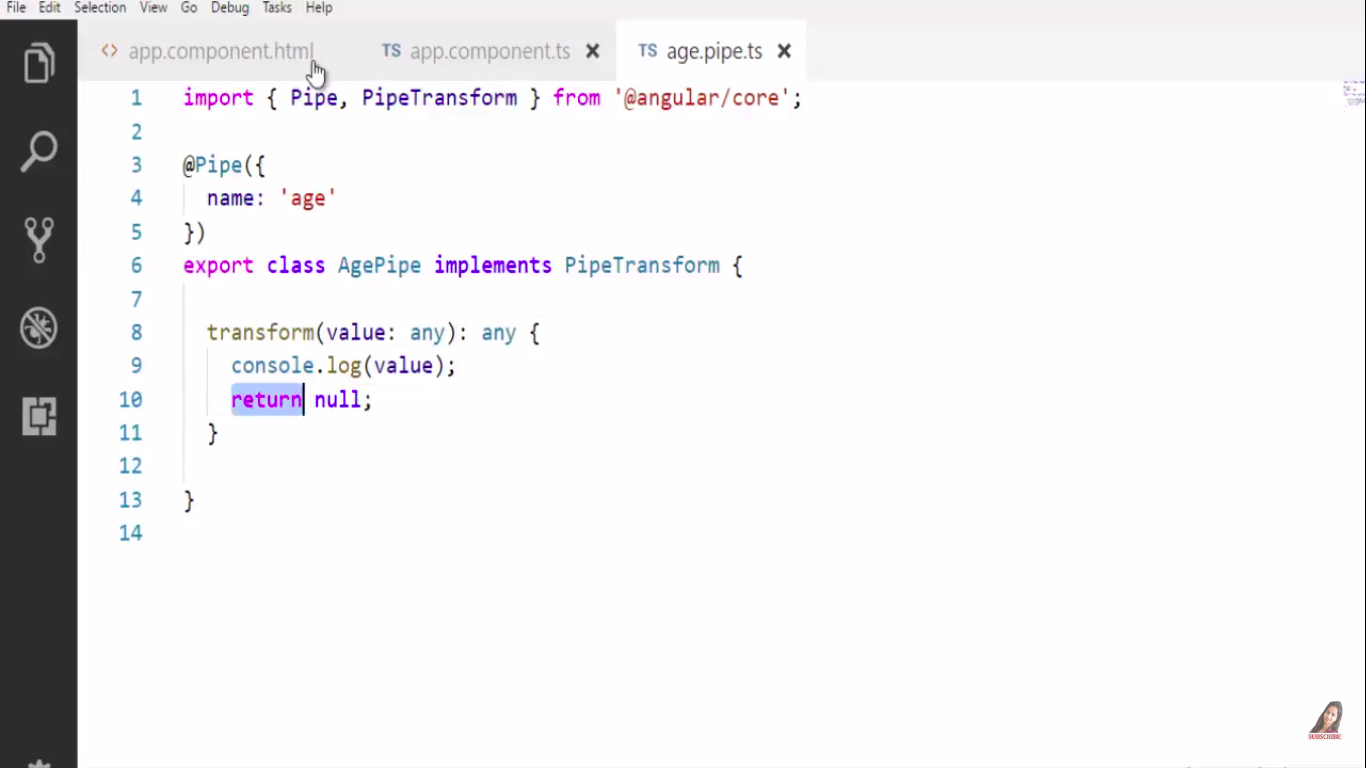 File Edit Selection View Go Debug Tasks Help
<> app.component.html TS app.component.ts × TS age.pipe.ts ×
1 import { Pipe, PipeTransform } from '@angular/core';
2
3 @Pipe({
4 name: 'age'
5 })
6 export class AgePipe implements PipeTransform {
7
8 transform(value: any): any {
9 console.log(value);
10 return null;
11 }
12
13 }
14
SUBSCRIBE